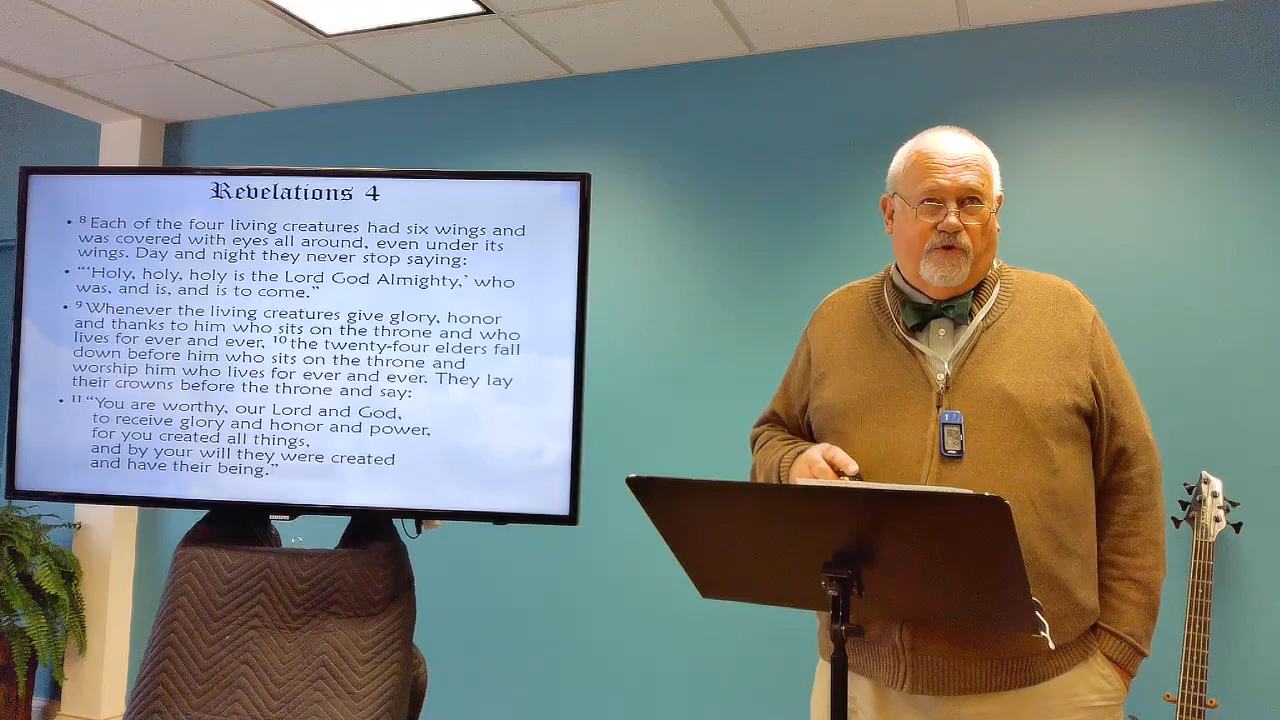 Revelations 4
• ⁸ Each of the four living creatures had six wings and
was covered with eyes all around, even under its
wings. Day and night they never stop saying:
• “‘Holy, holy, holy is the Lord God Almighty,’ who
was, and is, and is to come.”
• ⁹ Whenever the living creatures give glory, honor
and thanks to him who sits on the throne and who
lives for ever and ever, ¹⁰ the twenty-four elders fall
down before him who sits on the throne and
worship him who lives for ever and ever. They lay
their crowns before the throne and say:
• ¹¹ “You are worthy, our Lord and God,
to receive glory and honor and power,
for you created all things,
and by your will they were created
and have their being.”